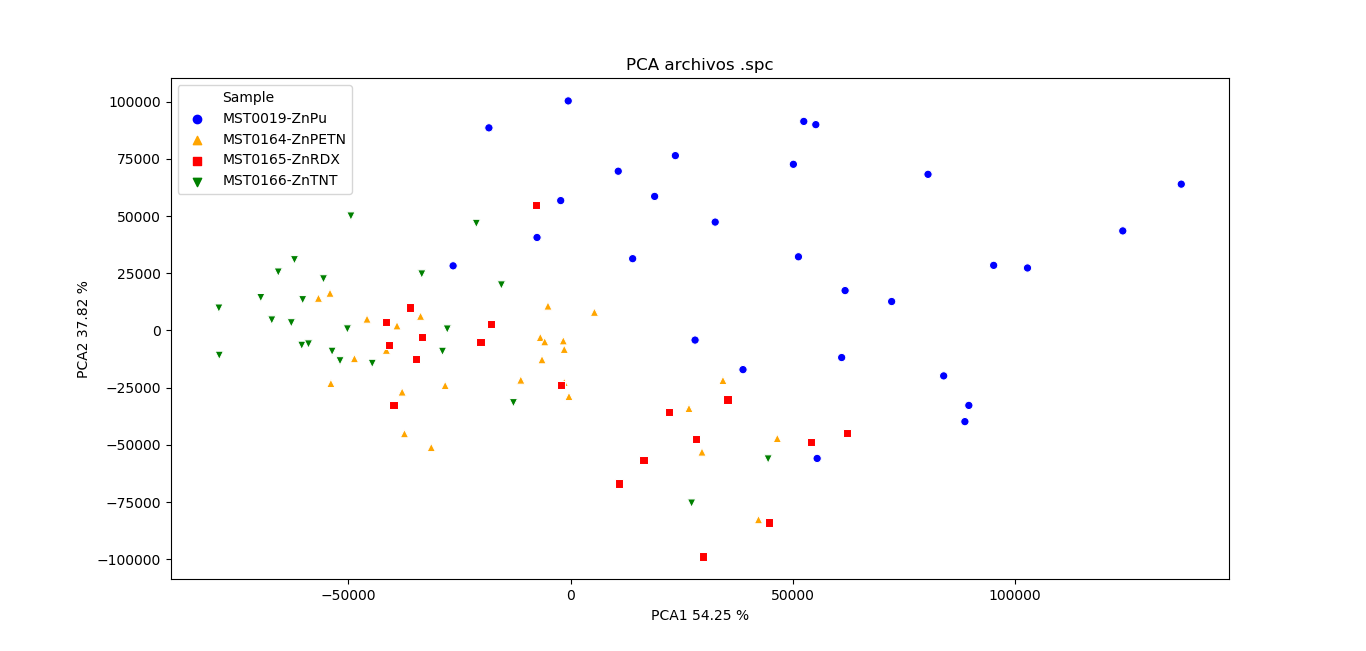 PCA archivos .spc
Sample
MST0019-ZnPu
MST0164-ZnPETN
MST0165-ZnRDX
MST0166-ZnTNT
100000
75000
50000
25000
0
−25000
−50000
−75000
−100000
PCA2 37.82 %
−50000 0 50000 100000
PCA1 54.25 %